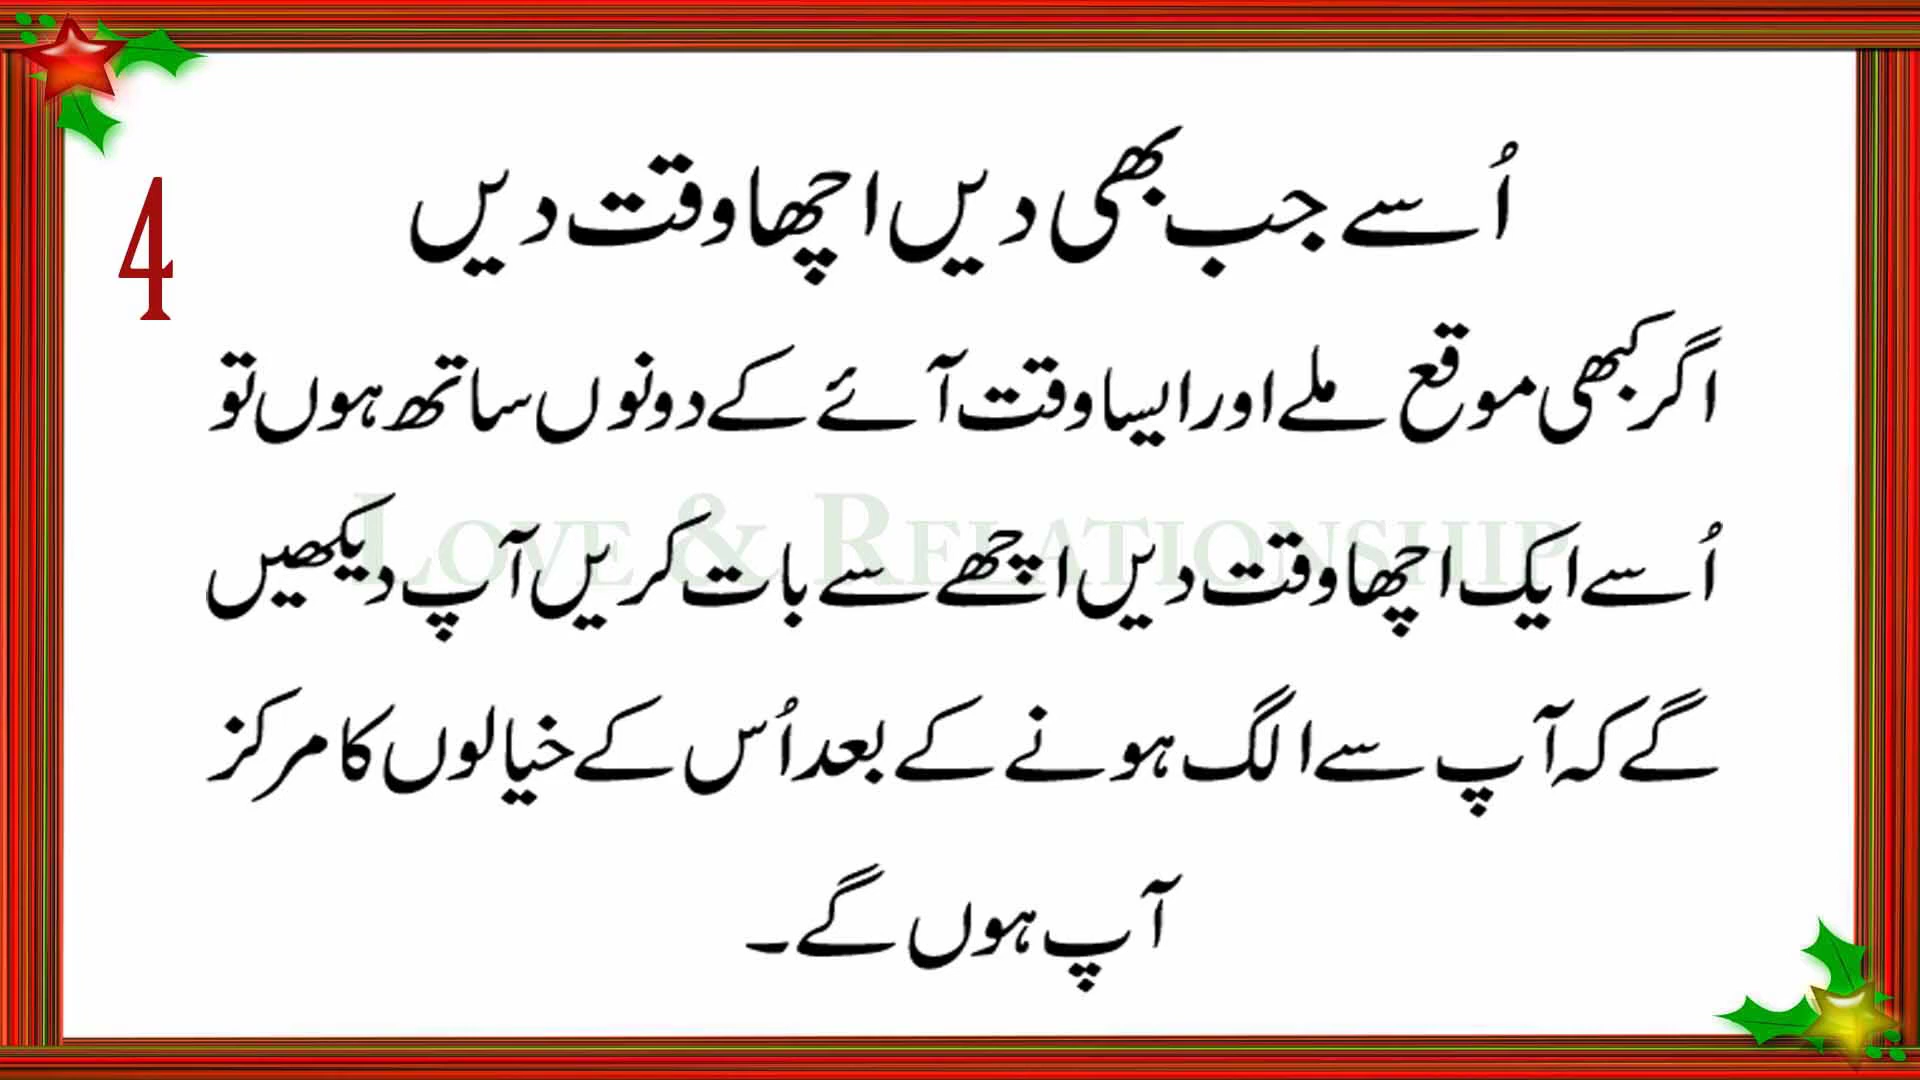 4
اُسے جب بھی دیں اچھا وقت دیں
اگر کبھی موقع ملے اور ایسا وقت آئے کے دونوں ساتھ ہوں تو
اُسے ایک اچھا وقت دیں اچھے سے بات کریں آپ دیکھیں
گے کہ آپ سے الگ ہونے کے بعد اُس کے خیالوں کا مرکز
آپ ہوں گے۔
LOVE & RELATIONSHIP